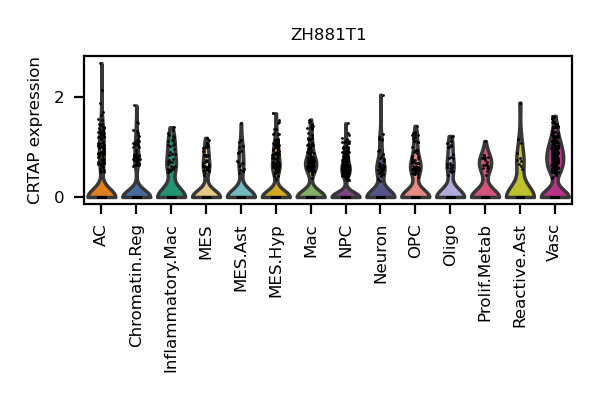 ZH881T1
CRTAP expression
2
0
AC
Chromatin.Reg
Inflammatory.Mac
MES
MES.Ast
MES.Hyp
Mac
NPC
Neuron
OPC
Oligo
Prolif.Metab
Reactive.Ast
Vasc